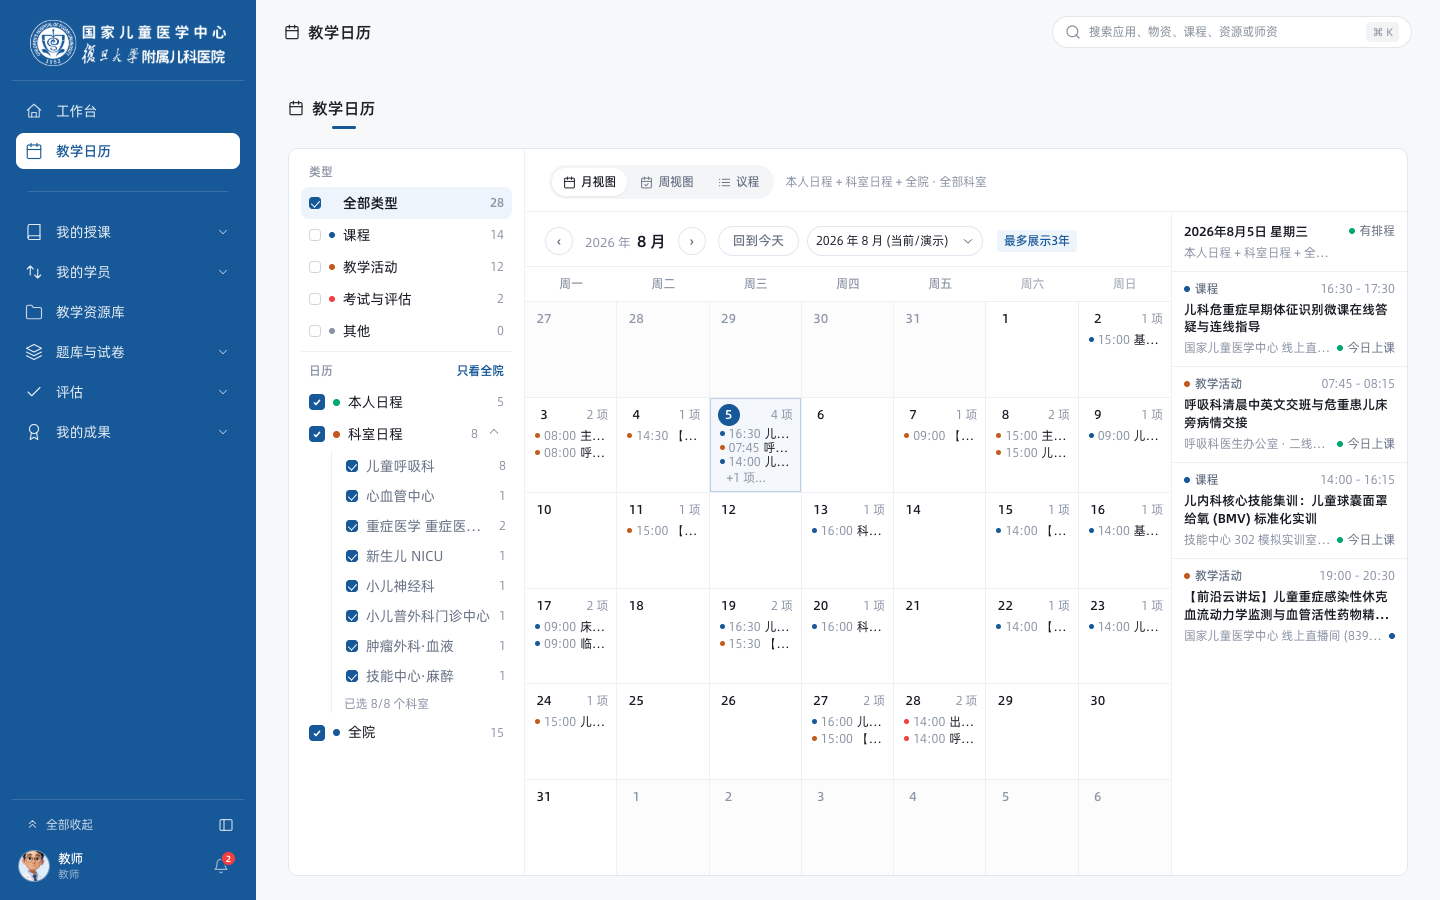 国家儿童医学中心
復旦大学附属儿科医院
工作台
教学日历
我的授课
我的学员
教学资源库
题库与试卷
评估
我的成果
全部收起
教师
教师
2
教学日历
搜索应用、物资、课程、资源或师资
⌘ K
教学日历
类型
全部类型 28
课程 14
教学活动 12
考试与评估 2
其他 0
日历 只看全院
本人日程 5
科室日程 8
儿童呼吸科 8
心血管中心 1
重症医学 重症医… 2
新生儿 NICU 1
小儿神经科 1
小儿普外科门诊中心 1
肿瘤外科·血液 1
技能中心·麻醉 1
已选 8/8 个科室
全院 15
月视图 周视图 议程 本人日程 + 科室日程 + 全院 · 全部科室
‹ 2026 年 8 月 › 回到今天 2026 年 8 月 (当前/演示) 最多展示3年
周一 周二 周三 周四 周五 周六 周日
27 28 29 30 31 1 2 1 项
15:00 基…
3 2 项 4 1 项 5 4 项 6 7 1 项 8 2 项 9 1 项
08:00 主… 14:30 【… 16:30 儿… 09:00 【… 15:00 主… 09:00 儿…
08:00 呼… 07:45 呼… 15:00 儿…
14:00 儿…
+1 项…
10 11 1 项 12 13 1 项 14 15 1 项 16 1 项
15:00 【… 16:00 科… 14:00 【… 14:00 基…
17 2 项 18 19 2 项 20 1 项 21 22 1 项 23 1 项
09:00 床… 16:30 儿… 16:00 科… 14:00 【… 14:00 儿…
09:00 临… 15:30 【…
24 1 项 25 26 27 2 项 28 2 项 29 30
15:00 儿… 16:00 儿… 14:00 出…
15:00 【… 14:00 呼…
31 1 2 3 4 5 6
2026年8月5日 星期三 有排程
本人日程 + 科室日程 + 全…
课程 16:30 - 17:30
儿科危重症早期体征识别微课在线答
疑与连线指导
国家儿童医学中心 线上直… 今日上课
教学活动 07:45 - 08:15
呼吸科清晨中英文交班与危重患儿床
旁病情交接
呼吸科医生办公室 · 二线… 今日上课
课程 14:00 - 16:15
儿内科核心技能集训：儿童球囊面罩
给氧 (BMV) 标准化实训
技能中心 302 模拟实训室… 今日上课
教学活动 19:00 - 20:30
【前沿云讲坛】儿童重症感染性休克
血流动力学监测与血管活性药物精…
国家儿童医学中心 线上直播间 (839…